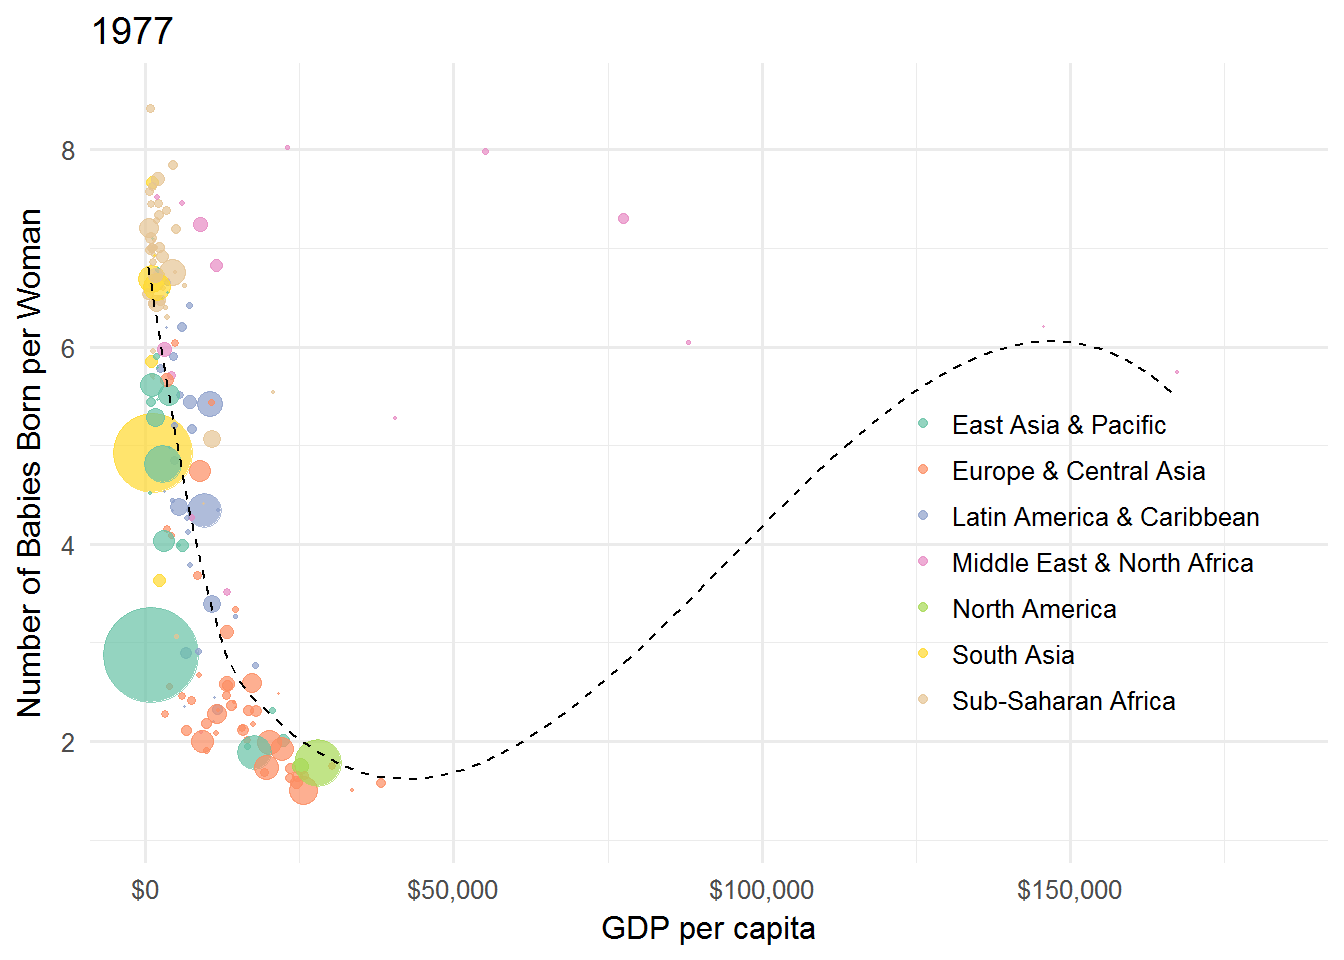 1977
8
6
4
2
Number of Babies Born per Woman
$0
$50,000
$100,000
$150,000
GDP per capita
East Asia & Pacific
Europe & Central Asia
Latin America & Caribbean
Middle East & North Africa
North America
South Asia
Sub-Saharan Africa